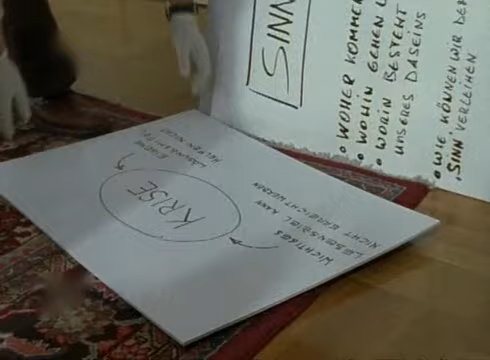 SINN
• WOHER KOMMEN
• WOHIN GEHEN
• WORIN BESTEHT
UNSERES DASEINS
• WIE KÖNNEN WIR DEM
SINN VERLEIHEN
EIGENE
KRISE
WICHTIGES
LEBENSZIEL KANN
NICHT ERREICHT WERDEN